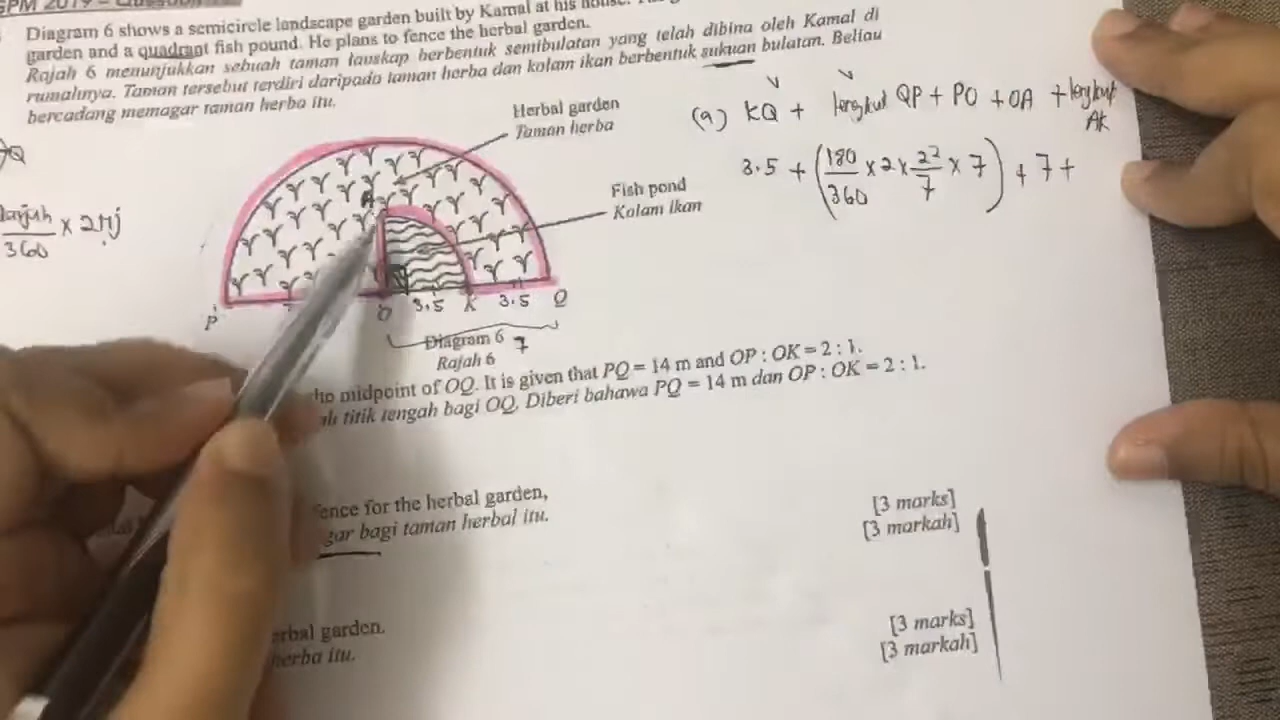 SPM 2019 – Question
Diagram 6 shows a semicircle landscape garden built by Kamal at his house.
garden and a quadrant fish pond. He plans to fence the herbal garden.
Rajah 6 menunjukkan sebuah taman lanskap berbentuk semibulatan yang telah dibina oleh Kamal di
rumahnya. Taman tersebut terdiri daripada taman herba dan kolam ikan berbentuk sukuan bulatan. Beliau
bercadang memagar taman herba itu.
Herbal garden
Taman herba
Fish pond
Kolam ikan
A
P O 3.5 K 3.5 Q
7
Diagram 6
Rajah 6
360 × 2πj
(a) KQ + lengkuk QP + PO + OA + lengkuk AK
3.5 + (180/360 × 2 × 22/7 × 7) + 7 +
midpoint of OQ. It is given that PQ = 14 m and OP : OK = 2 : 1.
titik tengah bagi OQ. Diberi bahawa PQ = 14 m dan OP : OK = 2 : 1.
fence for the herbal garden,
bagi taman herbal itu.
[3 marks]
[3 markah]
herbal garden.
herba itu.
[3 marks]
[3 markah]